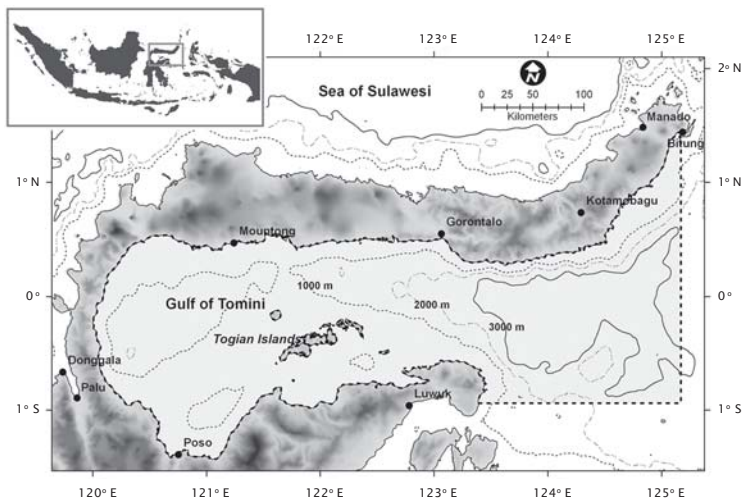 122° E
123° E
124° E
125° E
2° N
Sea of Sulawesi
N
0 25 50 100
Kilometers
Manado
Bitung
1° N
1° N
Kotamobagu
Gorontalo
Mouptong
1000 m
0°
0°
Gulf of Tomini
2000 m
3000 m
Togian Island
Donggala
Palu
Luwuk
1° S
1° S
Poso
120° E
121° E
122° E
123° E
124° E
125° E